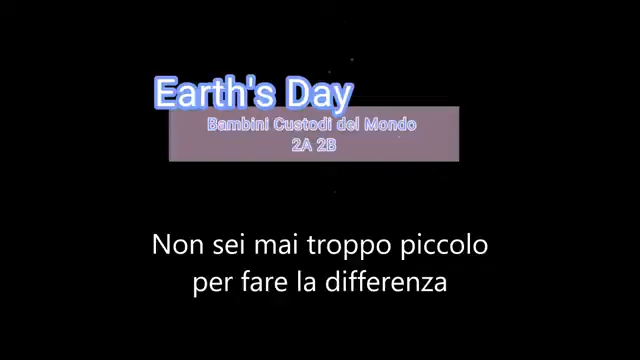 Earth's Day
Bambini Custodi del Mondo
2A 2B
Non sei mai troppo piccolo
per fare la differenza